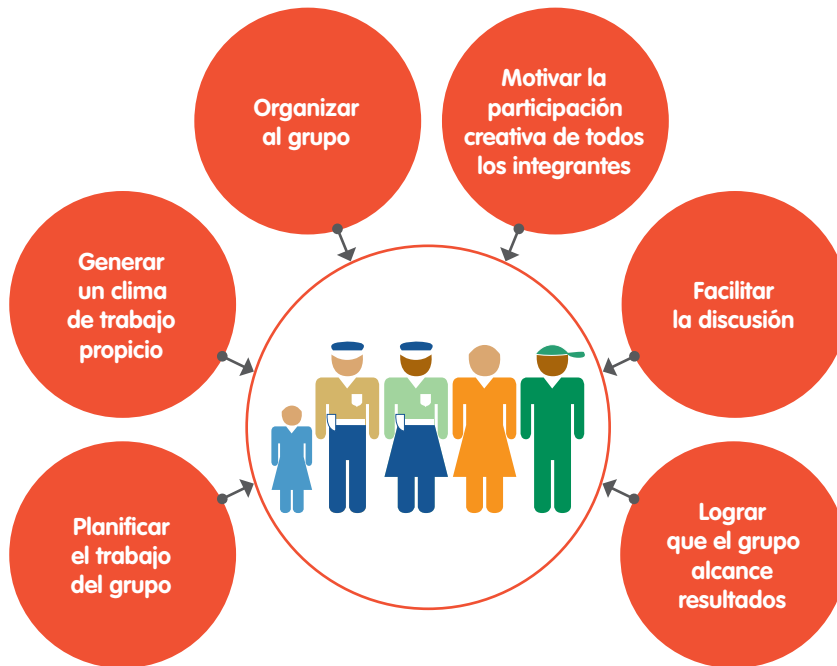 Organizar
al grupo
Motivar la
participación
creativa de todos
los integrantes
Generar
un clima
de trabajo
propicio
Facilitar
la discusión
Planificar
el trabajo
del grupo
Lograr
que el grupo
alcance
resultados